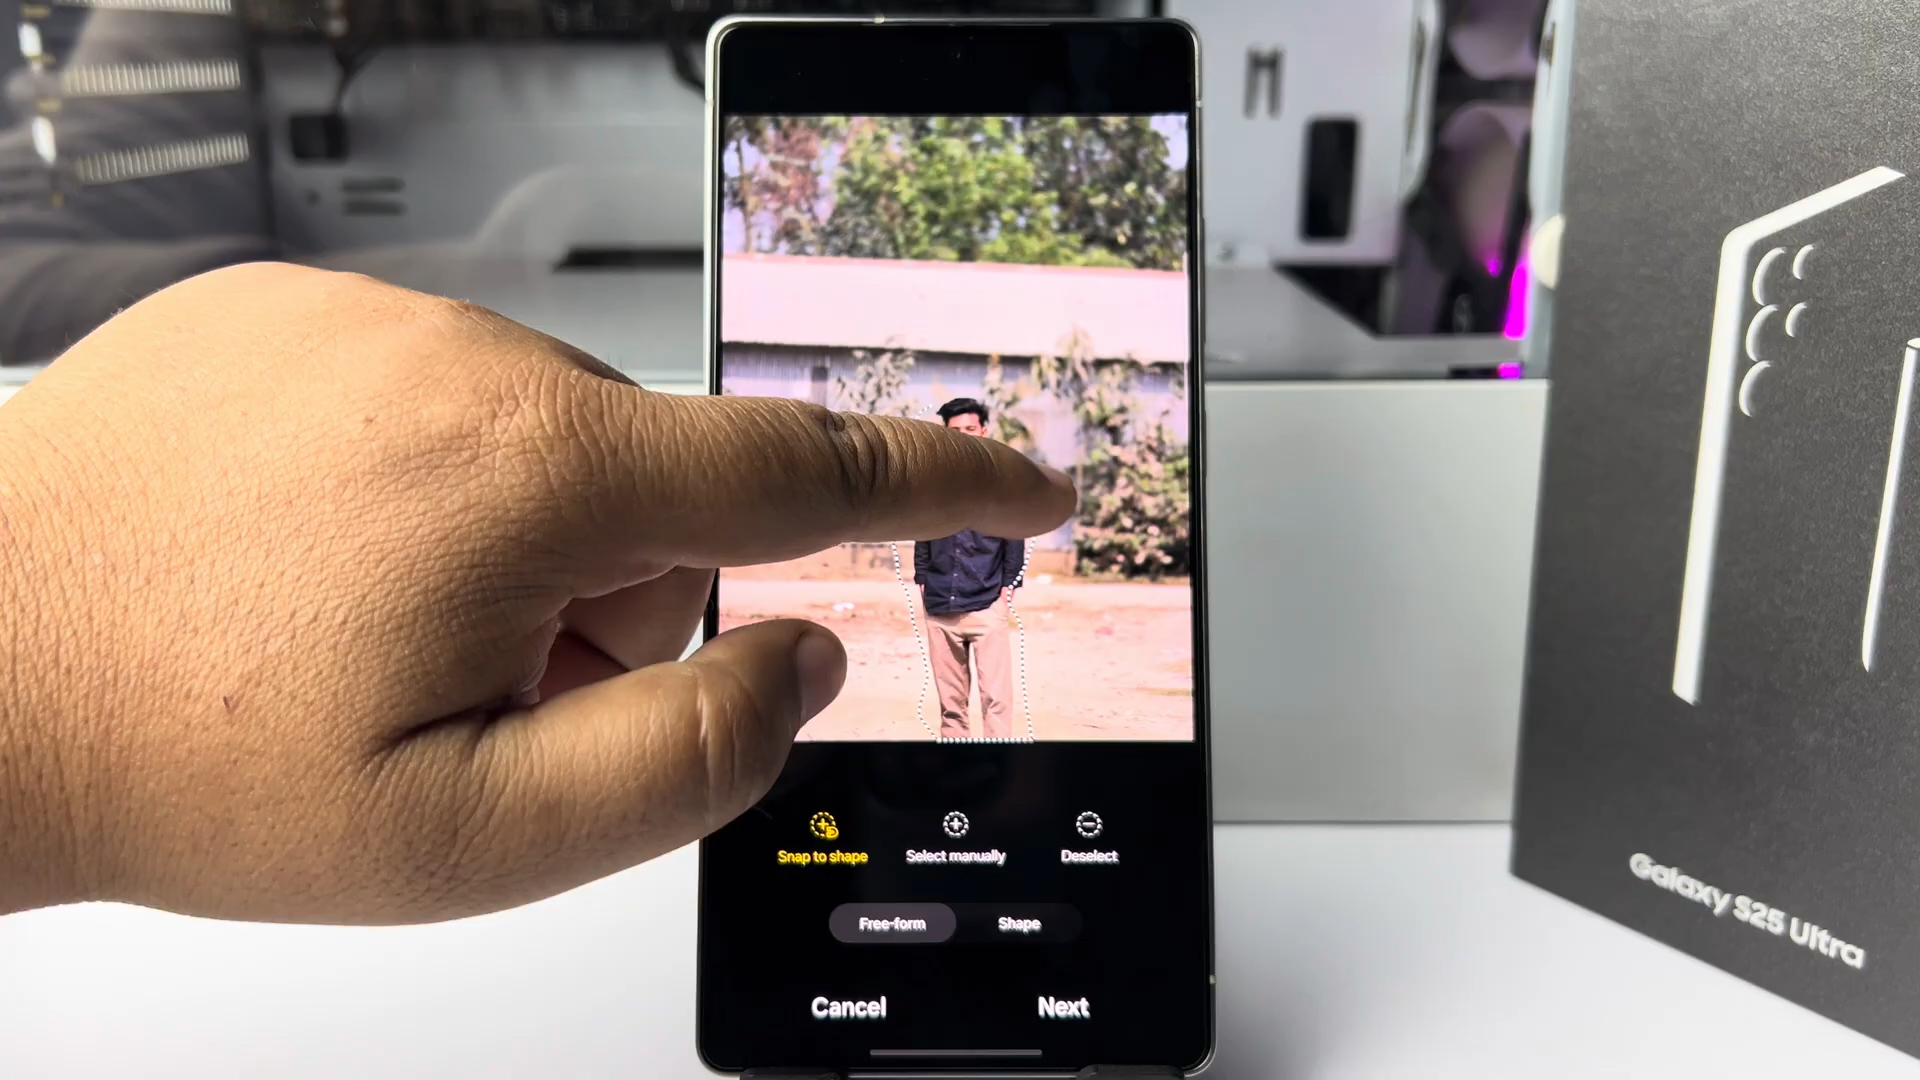 Snap to shape
Select manually
Deselect
Free-form
Shape
Cancel
Next
Galaxy S25 Ultra